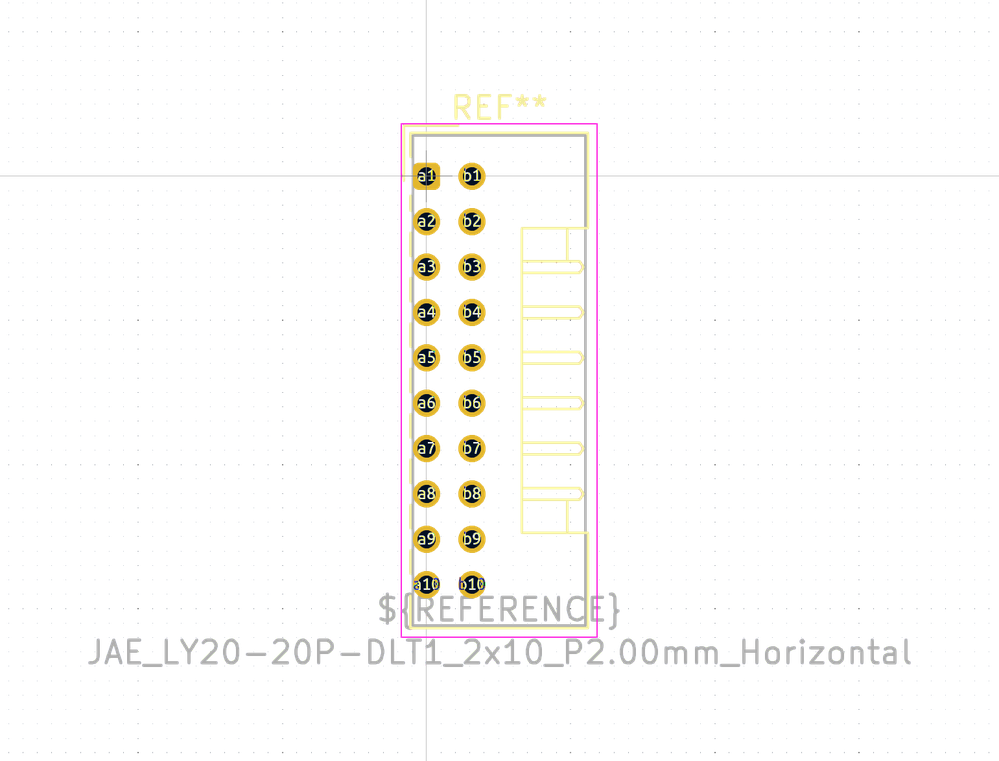 REF**
a1 b1
a2 b2
a3 b3
a4 b4
a5 b5
a6 b6
a7 b7
a8 b8
a9 b9
a10 b10
${REFERENCE}
JAE_LY20-20P-DLT1_2x10_P2.00mm_Horizontal